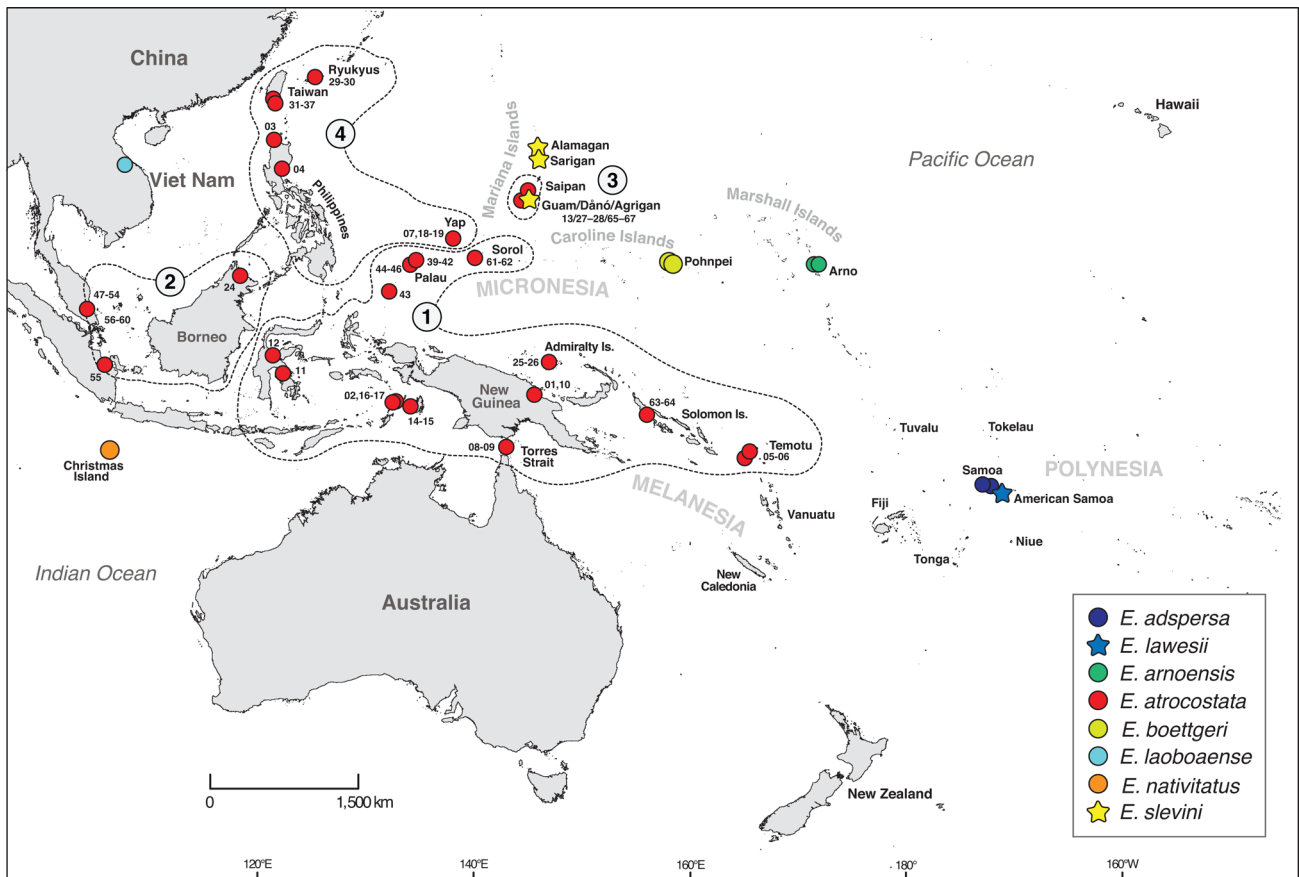 China
Ryukyus
29-30
Taiwan
31-37
03
4
04
Viet Nam
Philippines
Mariana Islands
Alamagan
Sarigan
3
Saipan
Guam/Dånó/Agrigan
13/27–28/65–67
Hawaii
Pacific Ocean
Marshall Islands
Yap
07,18-19
Caroline Islands
Sorol
61-62
39-42
44-46
Palau
43
Pohnpei
Arno
MICRONESIA
2
24
47-54
56-60
Borneo
55
1
12
11
Admiralty Is.
25-26
01,10
New
Guinea
02,16-17
14-15
63-64
Solomon Is.
08-09
Torres
Strait
Temotu
05-06
Tuvalu
Tokelau
Christmas
Island
MELANESIA
Samoa
POLYNESIA
American Samoa
Vanuatu
Fiji
Niue
Tonga
New
Caledonia
Indian Ocean
Australia
New Zealand
0
1,500 km
E. adspersa
E. lawesii
E. arnoensis
E. atrocostata
E. boettgeri
E. laoboaense
E. nativitatus
E. slevini
120°E
140°E
160°E
180°
160°W